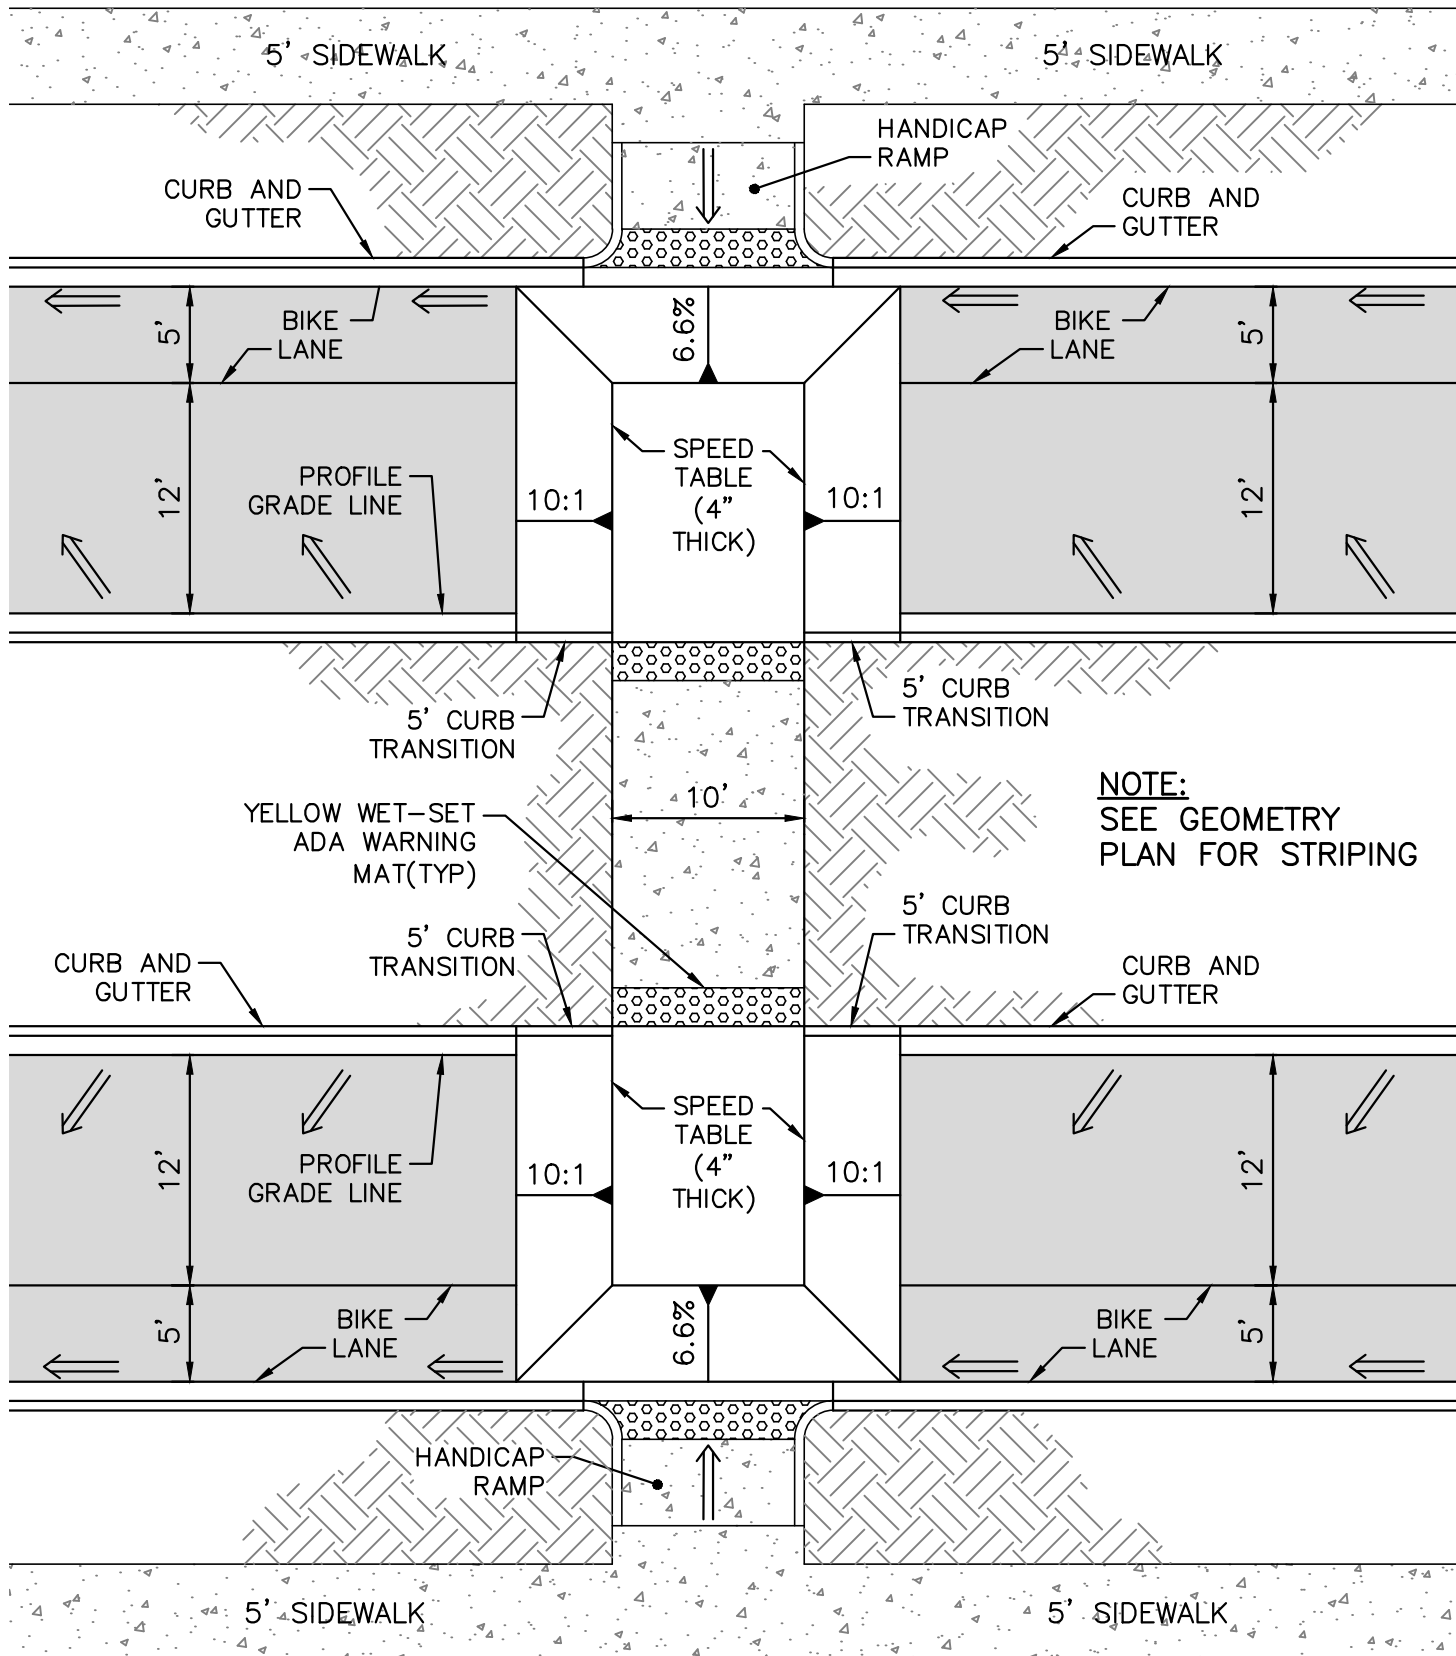 5' SIDEWALK
5' SIDEWALK
HANDICAP
RAMP
CURB AND
GUTTER
CURB AND
GUTTER
5'
BIKE
LANE
6.6%
BIKE
LANE
5'
12'
PROFILE
GRADE LINE
10:1
SPEED
TABLE
(4"
THICK)
10:1
12'
5' CURB
TRANSITION
5' CURB
TRANSITION
YELLOW WET-SET
ADA WARNING
MAT(TYP)
10'
NOTE:
SEE GEOMETRY
PLAN FOR STRIPING
5' CURB
TRANSITION
5' CURB
TRANSITION
CURB AND
GUTTER
CURB AND
GUTTER
12'
PROFILE
GRADE LINE
10:1
SPEED
TABLE
(4"
THICK)
10:1
12'
5'
BIKE
LANE
6.6%
BIKE
LANE
5'
HANDICAP
RAMP
5' SIDEWALK
5' SIDEWALK